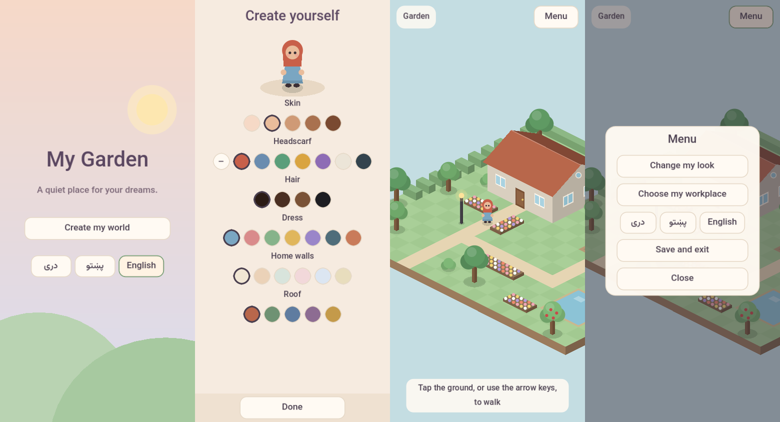 My Garden
A quiet place for your dreams.
Create my world
دری
پښتو
English
Create yourself
Skin
Headscarf
Hair
Dress
Home walls
Roof
Done
Garden
Menu
Tap the ground, or use the arrow keys,
to walk
Garden
Menu
Menu
Change my look
Choose my workplace
دری
پښتو
English
Save and exit
Close